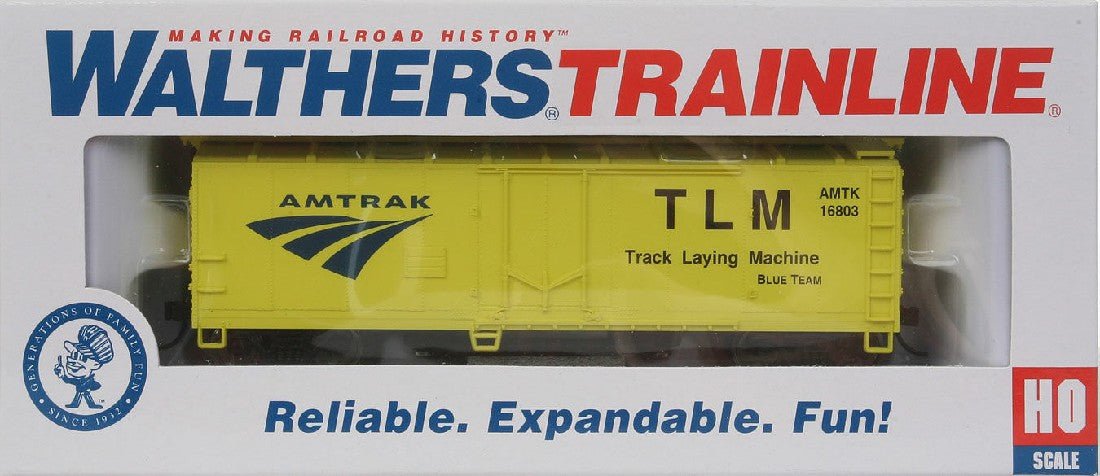 MAKING RAILROAD HISTORY™
WALTHERS®TRAINLINE®
AMTRAK
TLM
AMTK
16803
Track Laying Machine
BLUE TEAM
GENERATIONS OF FAMILY FUN
• SINCE 1932 •
Reliable. Expandable. Fun!
HO
SCALE